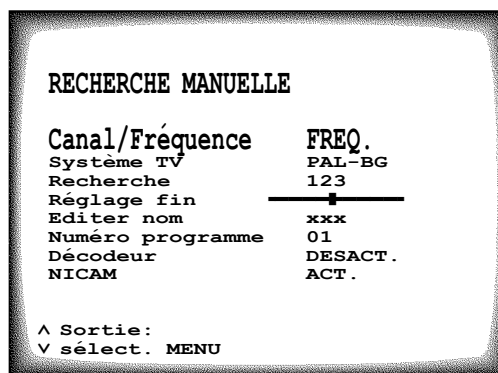 RECHERCHE MANUELLE
Canal/Fréquence FREQ.
Système TV PAL-BG
Recherche 123
Réglage fin
Editer nom xxx
Numéro programme 01
Décodeur DESACT.
NICAM ACT.
∧ Sortie:
∨ sélect. MENU